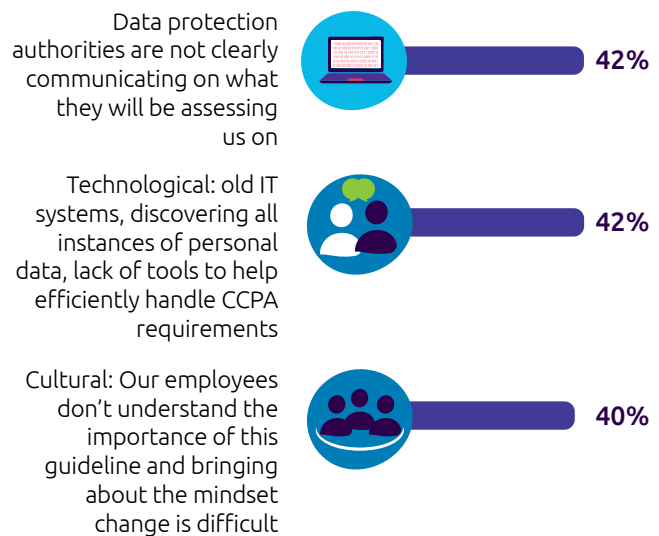 Data protection
authorities are not clearly
communicating on what
they will be assessing
us on
42%
Technological: old IT
systems, discovering all
instances of personal
data, lack of tools to help
efficiently handle CCPA
requirements
42%
Cultural: Our employees
don’t understand the
importance of this
guideline and bringing
about the mindset
change is difficult
40%